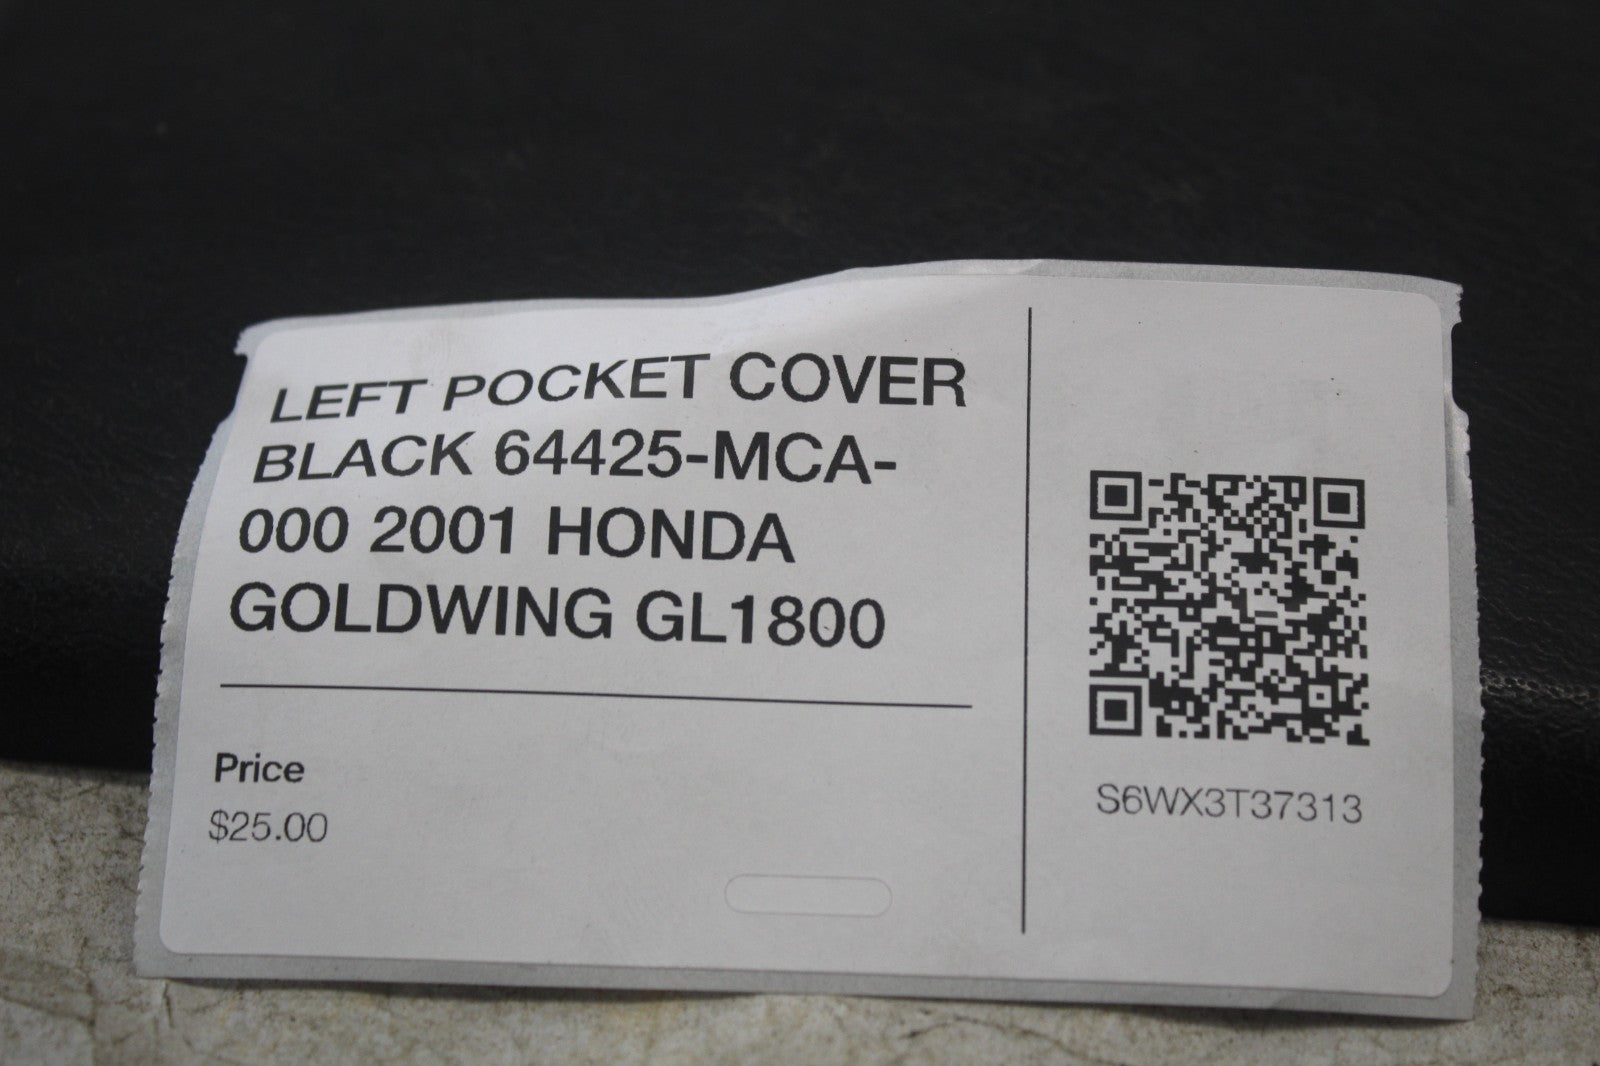 LEFT POCKET COVER
BLACK 64425-MCA-
000 2001 HONDA
GOLDWING GL1800
Price
$25.00
S6WX3T37313